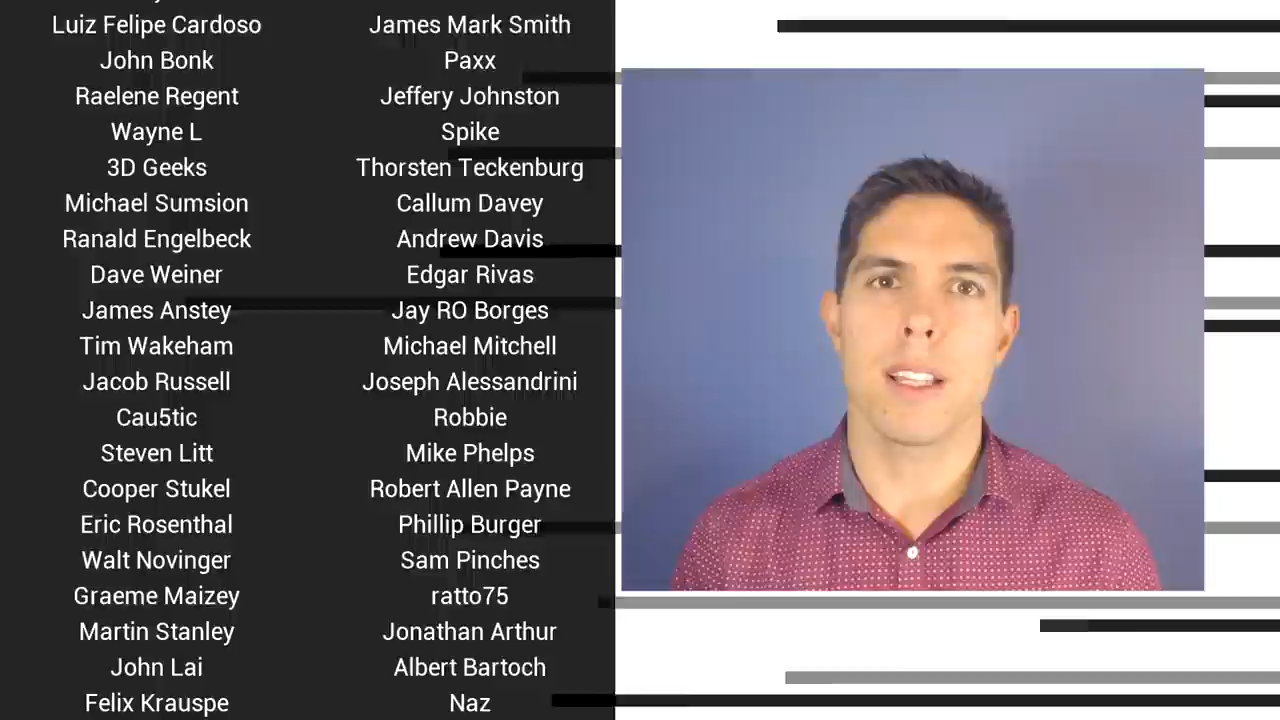 Luiz Felipe Cardoso
John Bonk
Raelene Regent
Wayne L
3D Geeks
Michael Sumsion
Ranald Engelbeck
Dave Weiner
James Anstey
Tim Wakeham
Jacob Russell
Cau5tic
Steven Litt
Cooper Stukel
Eric Rosenthal
Walt Novinger
Graeme Maizey
Martin Stanley
John Lai
Felix Krauspe
James Mark Smith
Paxx
Jeffery Johnston
Spike
Thorsten Teckenburg
Callum Davey
Andrew Davis
Edgar Rivas
Jay RO Borges
Michael Mitchell
Joseph Alessandrini
Robbie
Mike Phelps
Robert Allen Payne
Phillip Burger
Sam Pinches
ratto75
Jonathan Arthur
Albert Bartoch
Naz